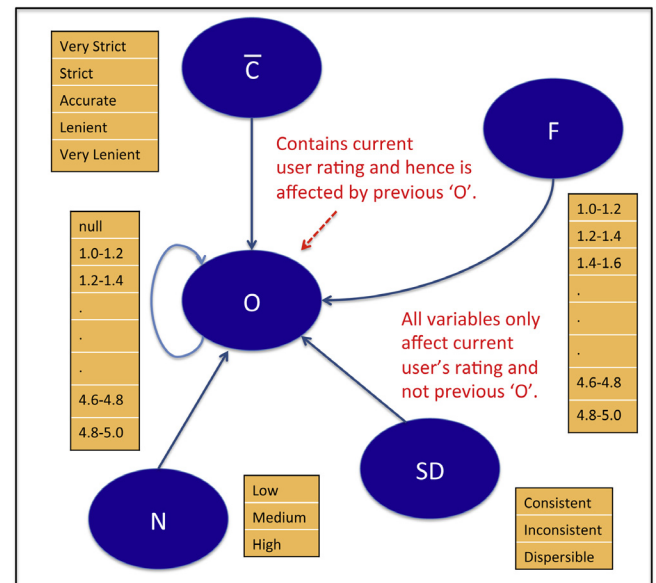 Very Strict
Strict
Accurate
Lenient
Very Lenient
C̅
F
Contains current
user rating and hence is
affected by previous ‘O’.
null
1.0-1.2
1.2-1.4
.
.
.
4.6-4.8
4.8-5.0
O
1.0-1.2
1.2-1.4
1.4-1.6
.
.
.
4.6-4.8
4.8-5.0
All variables only
affect current
user’s rating and
not previous ‘O’.
N
Low
Medium
High
SD
Consistent
Inconsistent
Dispersible